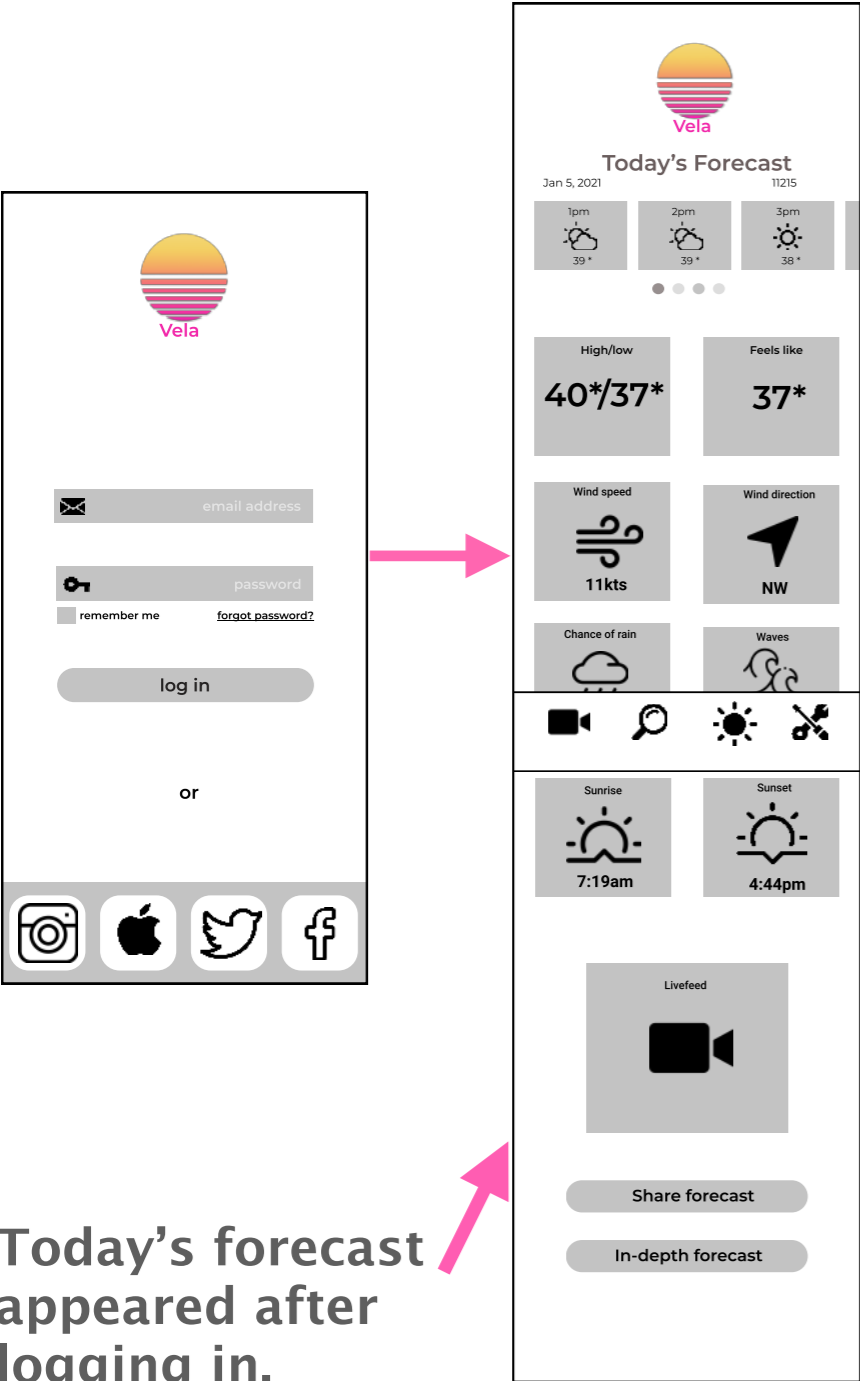 Vela
email address
password
remember me
forgot password?
log in
or
Vela
Today’s Forecast
Jan 5, 2021
11215
1pm
2pm
3pm
39 *
39 *
38 *
High/low
Feels like
40*/37*
37*
Wind speed
Wind direction
11kts
NW
Chance of rain
Waves
Sunrise
Sunset
7:19am
4:44pm
Livefeed
Share forecast
In-depth forecast
Today’s forecast
appeared after
logging in.